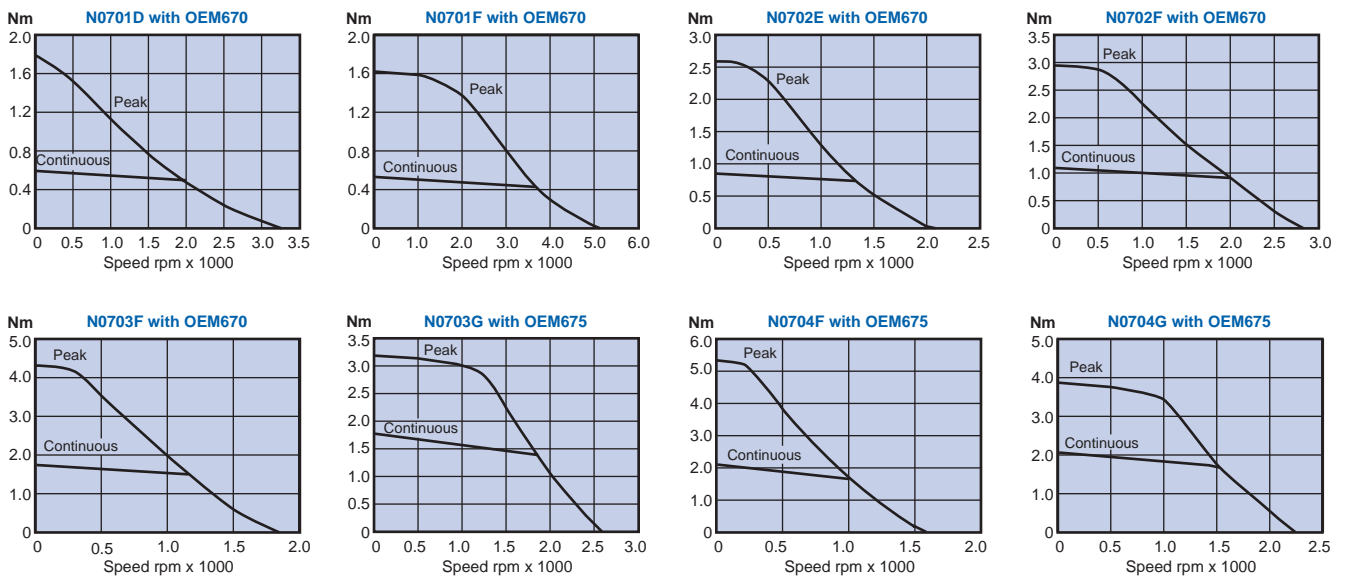 Nm N0701D with OEM670
2.0
1.6
1.2
0.8
0.4
0
Peak
Continuous
0 0.5 1.0 1.5 2.0 2.5 3.0 3.5
Speed rpm x 1000
Nm N0701F with OEM670
2.0
1.6
1.2
0.8
0.4
0
Peak
Continuous
0 1.0 2.0 3.0 4.0 5.0 6.0
Speed rpm x 1000
Nm N0702E with OEM670
3.0
2.5
2.0
1.5
1.0
0.5
0
Peak
Continuous
0 0.5 1.0 1.5 2.0 2.5
Speed rpm x 1000
Nm N0702F with OEM670
3.5
3.0
2.5
2.0
1.5
1.0
0.5
0
Peak
Continuous
0 0.5 1.0 1.5 2.0 2.5 3.0
Speed rpm x 1000
Nm N0703F with OEM670
5.0
4.0
3.0
2.0
1.0
0
Peak
Continuous
0 0.5 1.0 1.5 2.0
Speed rpm x 1000
Nm N0703G with OEM675
3.5
3.0
2.5
2.0
1.5
1.0
0.5
0
Peak
Continuous
0 0.5 1.0 1.5 2.0 2.5 3.0
Speed rpm x 1000
Nm N0704F with OEM675
6.0
5.0
4.0
3.0
2.0
1.0
0
Peak
Continuous
0 0.5 1.0 1.5 2.0
Speed rpm x 1000
Nm N0704G with OEM675
5.0
4.0
3.0
2.0
1.0
0
Peak
Continuous
0 0.5 1.0 1.5 2.0 2.5
Speed rpm x 1000